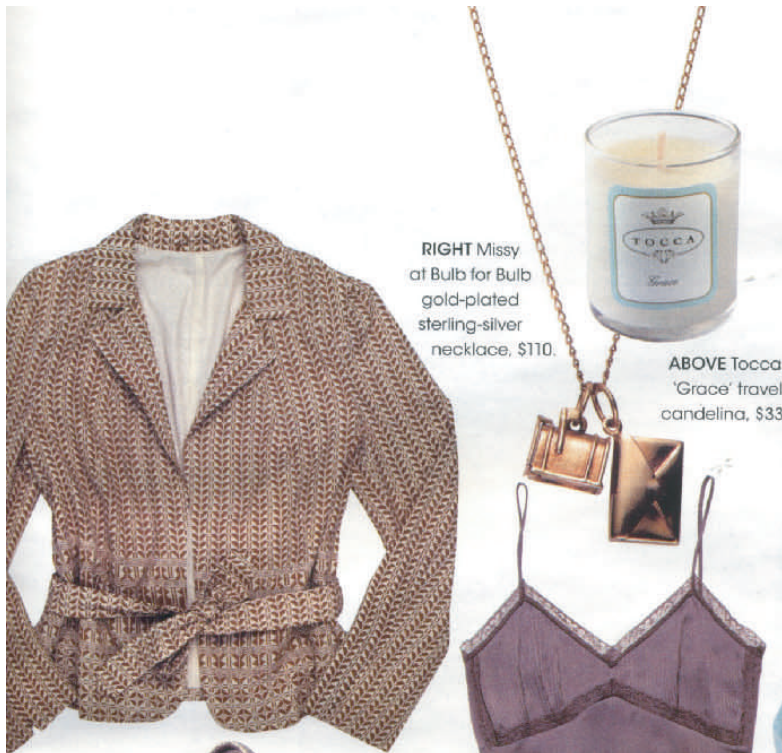 TOCCA
Grace
RIGHT Missy
at Bulb for Bulb
gold-plated
sterling-silver
necklace, $110.
ABOVE Tocca
'Grace' travel
candelina, $33